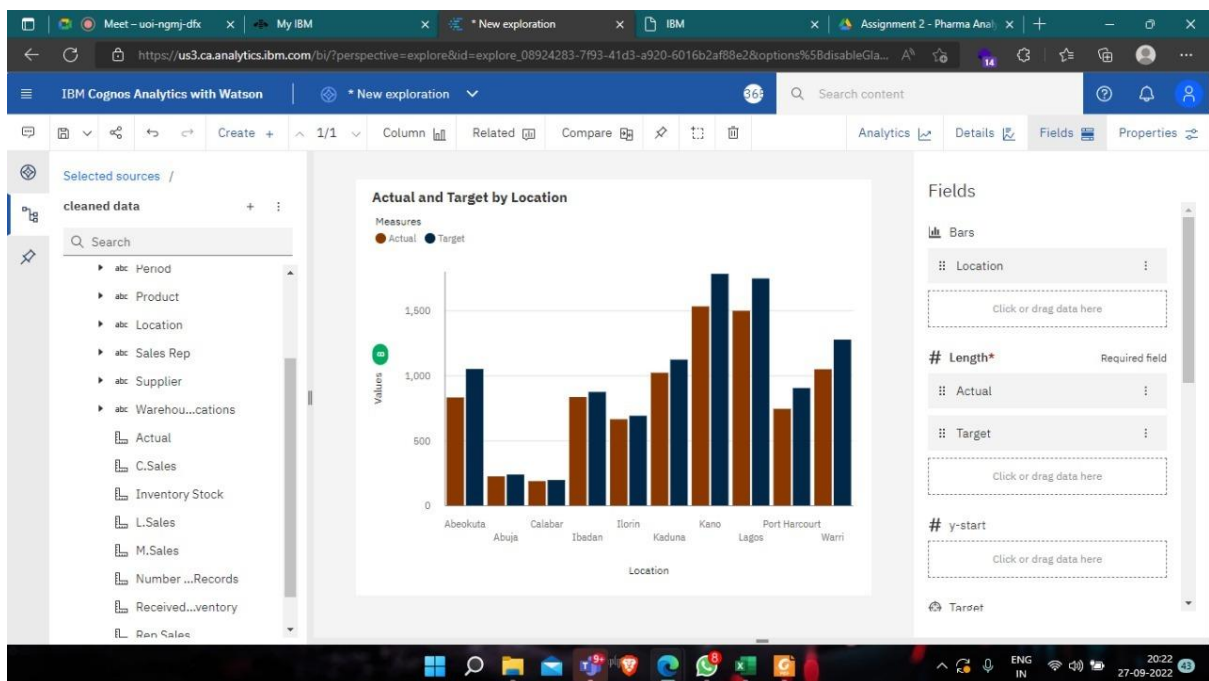 Meet – uoi-ngmj-dfx
My IBM
* New exploration
IBM
Assignment 2 - Pharma Analy
https://us3.ca.analytics.ibm.com/bi/?perspective=explore&id=explore_08924283-7f93-41d3-a920-6016b2af88e2&options%5BdisableGla...
14
IBM Cognos Analytics with Watson
* New exploration
Search content
1/1
Create +
Column
Related
Compare
Analytics
Details
Fields
Properties
Selected sources /
cleaned data
Search
abc Period
abc Product
abc Location
abc Sales Rep
abc Supplier
abc Warehou...cations
Actual
C.Sales
Inventory Stock
L.Sales
M.Sales
Number ...Records
Received...ventory
Rep Sales
Actual and Target by Location
Measures
Actual Target
1,500
1,000
500
0
Values
Abeokuta
Abuja
Calabar
Ibadan
Ilorin
Kaduna
Kano
Lagos
Port Harcourt
Warri
Location
Fields
Bars
Location
Click or drag data here
# Length* Required field
Actual
Target
Click or drag data here
# y-start
Click or drag data here
Target
9+
9
ENG
IN
20:22
27-09-2022
43